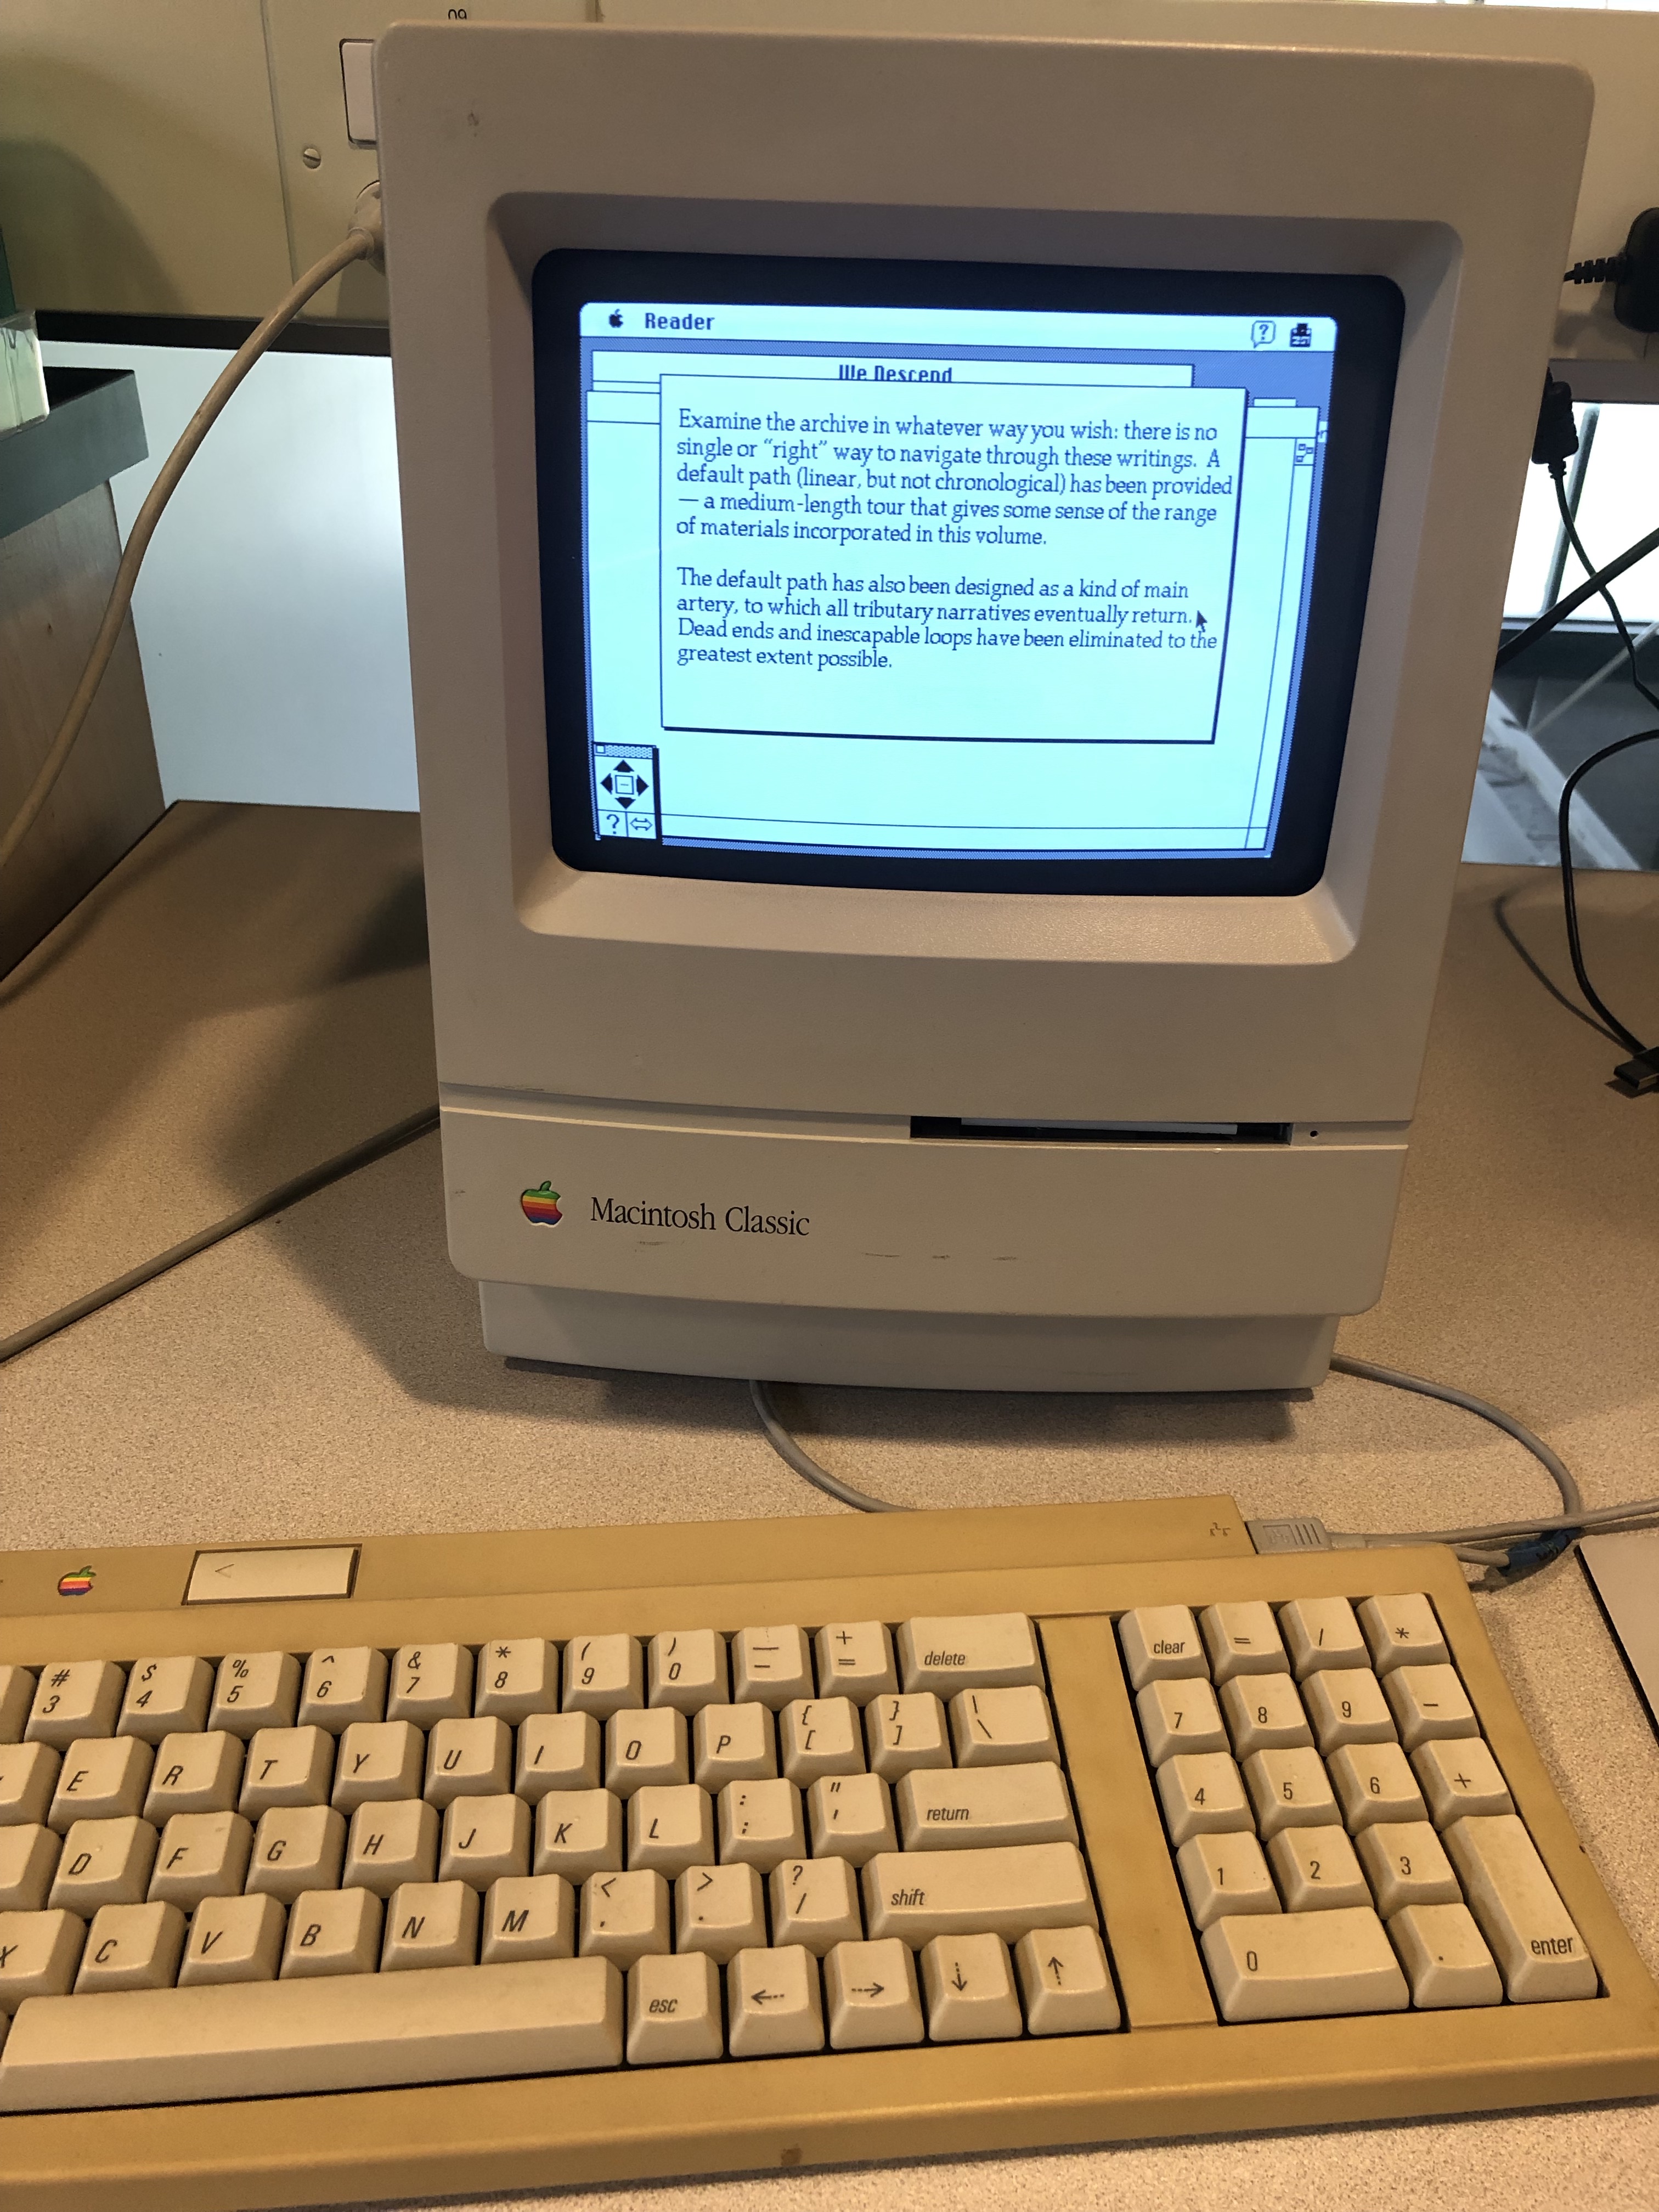 Reader
We Descend
Examine the archive in whatever way you wish: there is no
single or “right” way to navigate through these writings. A
default path (linear, but not chronological) has been provided
— a medium-length tour that gives some sense of the range
of materials incorporated in this volume.
The default path has also been designed as a kind of main
artery, to which all tributary narratives eventually return.
Dead ends and inescapable loops have been eliminated to the
greatest extent possible.
?
Macintosh Classic
<
# 3 $ 4 % 5 ^ 6 & 7 * 8 ( 9 ) 0 — - + = delete clear = / *
E R T Y U I O P { [ } ] | \ 7 8 9 -
D F G H J K L : ; " ' return 4 5 6 +
X C V B N M < , > . ? / shift 1 2 3
esc ← → ↓ ↑ 0 . enter